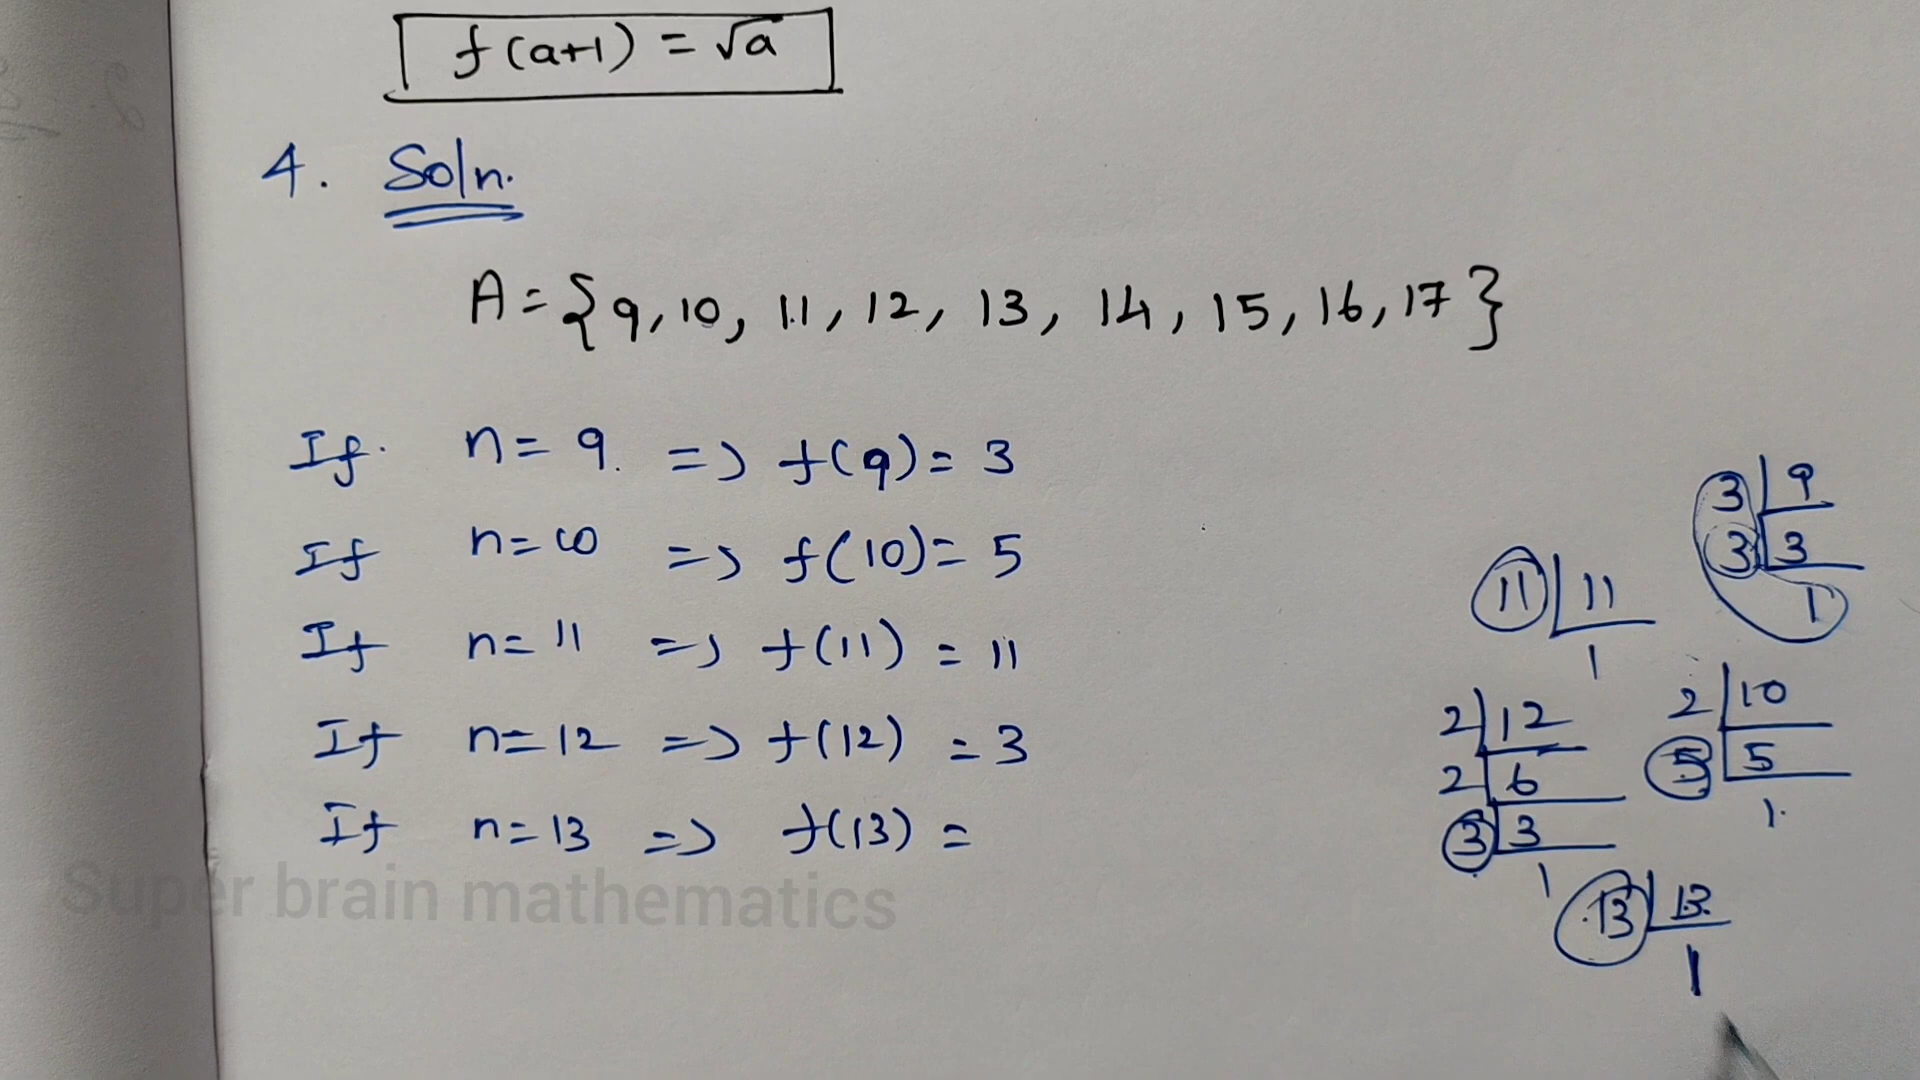 f(a+1) = √a
4. Soln.
A = {9, 10, 11, 12, 13, 14, 15, 16, 17}
If n = 9. => f(9) = 3
If n = 10 => f(10) = 5
If n = 11 => f(11) = 11
If n = 12 => f(12) = 3
If n = 13 => f(13) =
3 | 9
3 | 3
1
11 | 11
1
2 | 10
5 | 5
1.
2 | 12
2 | 6
3 | 3
1
13 | 13
1
Super brain mathematics